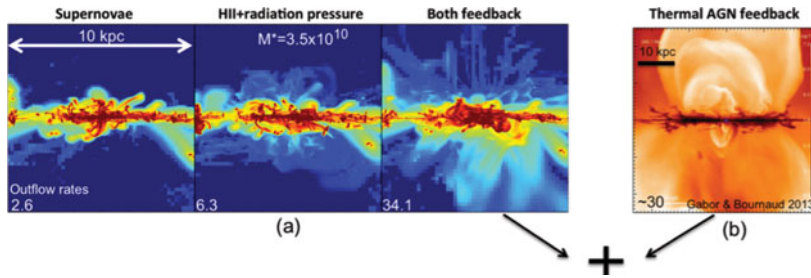 Supernovae
HII+radiation pressure
Both feedback
Thermal AGN feedback
10 kpc
M*=3.5x10^10
10 kpc
Outflow rates
2.6
6.3
34.1
~30
Gabor & Bournaud 2013
(a)
(b)
+